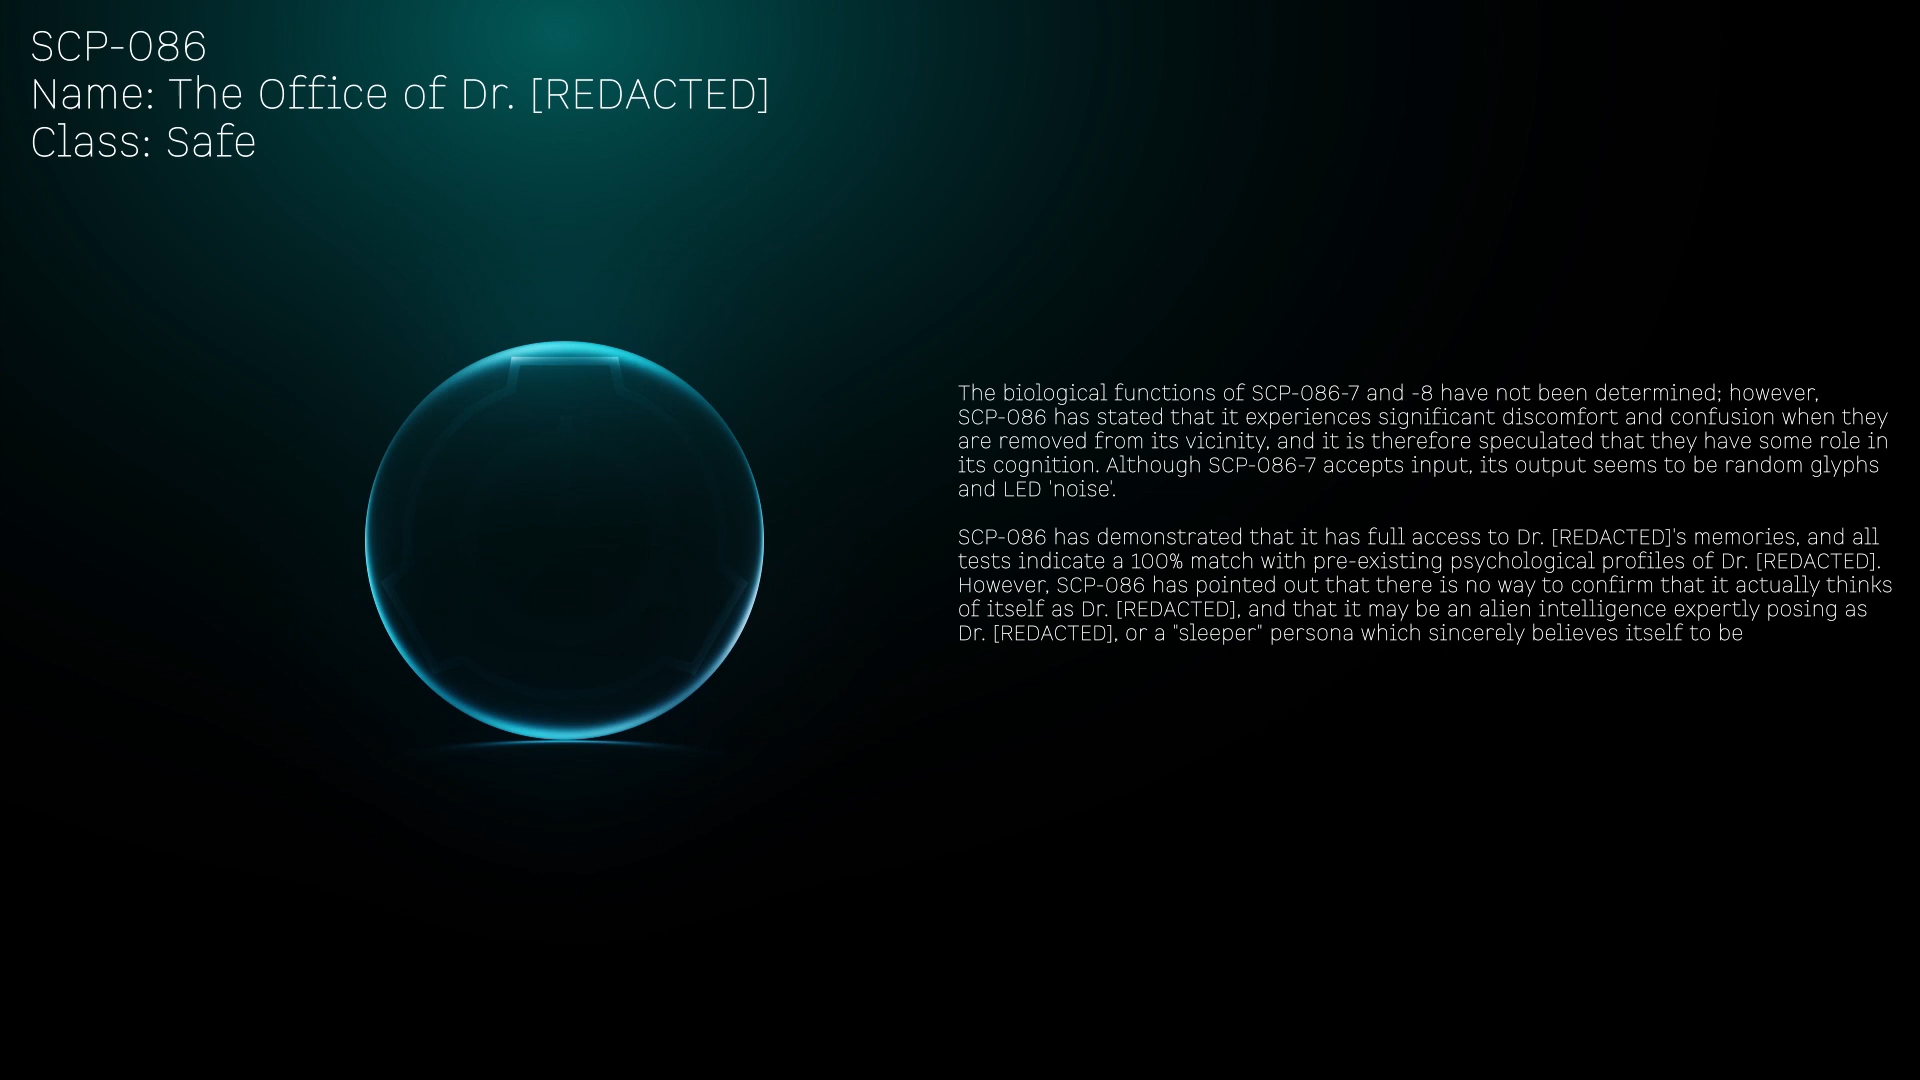 SCP-086
Name: The Office of Dr. [REDACTED]
Class: Safe
The biological functions of SCP-086-7 and -8 have not been determined; however,
SCP-086 has stated that it experiences significant discomfort and confusion when they
are removed from its vicinity, and it is therefore speculated that they have some role in
its cognition. Although SCP-086-7 accepts input, its output seems to be random glyphs
and LED 'noise'.
SCP-086 has demonstrated that it has full access to Dr. [REDACTED]'s memories, and all
tests indicate a 100% match with pre-existing psychological profiles of Dr. [REDACTED].
However, SCP-086 has pointed out that there is no way to confirm that it actually thinks
of itself as Dr. [REDACTED], and that it may be an alien intelligence expertly posing as
Dr. [REDACTED], or a "sleeper" persona which sincerely believes itself to be